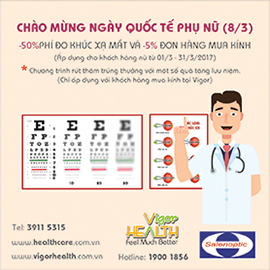 CHÀO MỪNG NGÀY QUỐC TẾ PHỤ NỮ (8/3)
-50%PHÍ ĐO KHÚC XẠ MẮT VÀ -5% ĐƠN HÀNG MUA KÍNH
(Áp dụng cho khách hàng nữ từ 01/3 - 31/3/2017)
* Chương trình rút thăm trúng thưởng với một số quà tặng lưu niệm.
(Chỉ áp dụng với khách hàng mua kính tại Vigor)
E
F P
T O Z
Tel: 3911 5315
www.healthcare.com.vn
www.vigorhealth.com.vn
Vigor
HEALTH
Feel Much Better
Hotline: 1900 1856
Saienoptic